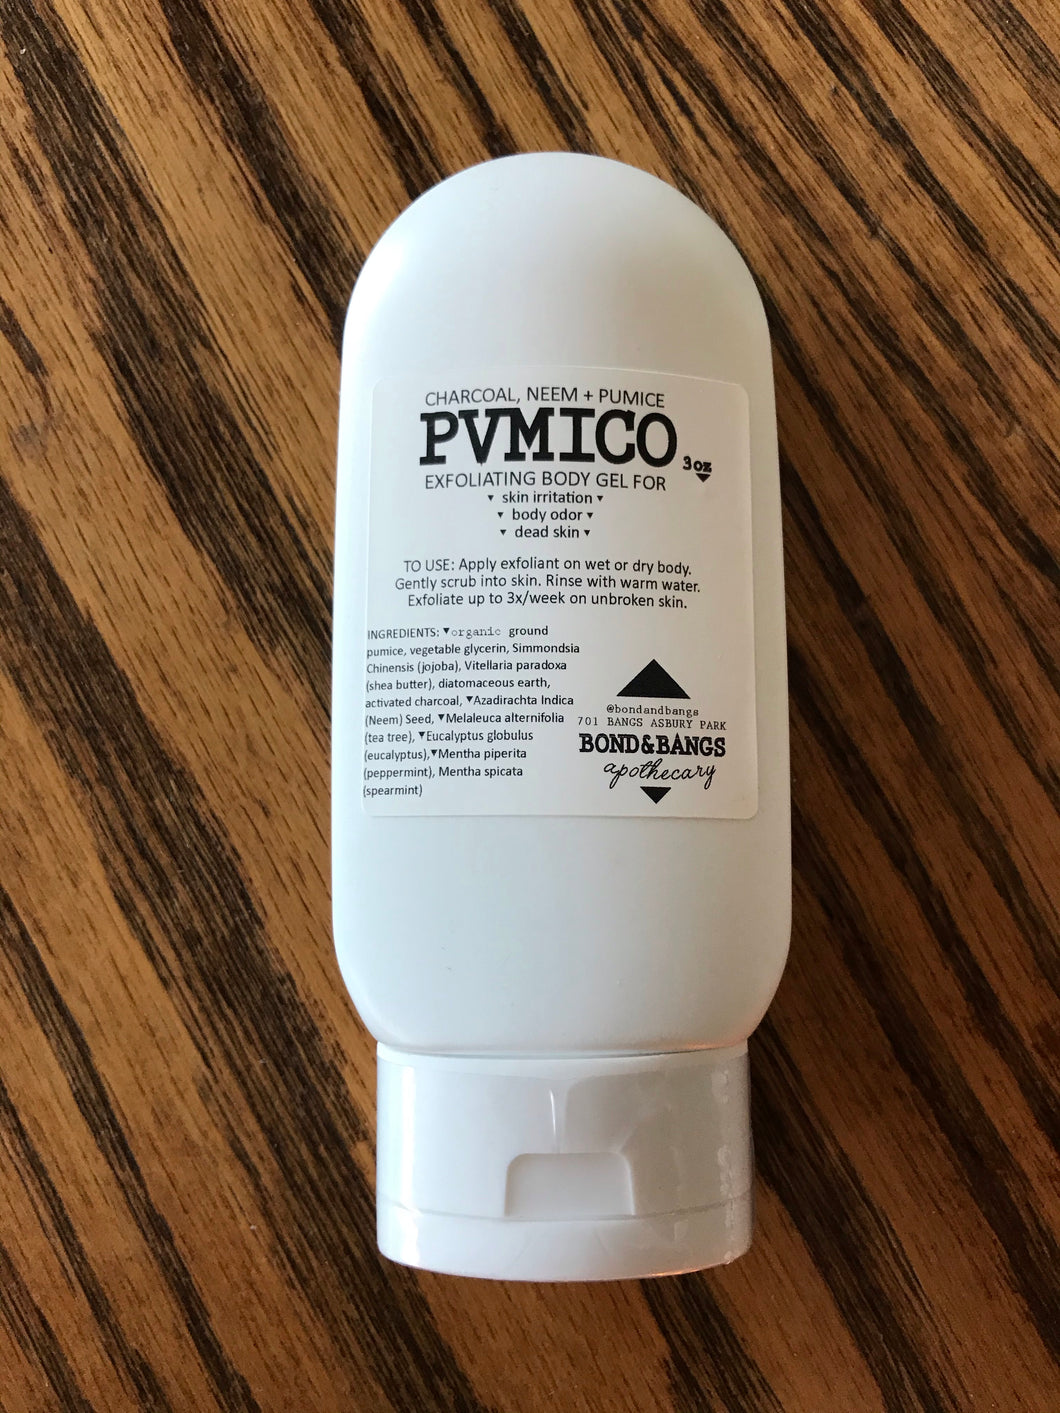 CHARCOAL, NEEM + PUMICE
PVMICO 3oz
EXFOLIATING BODY GEL FOR
▾ skin irritation ▾
▾ body odor ▾
▾ dead skin ▾
TO USE: Apply exfoliant on wet or dry body.
Gently scrub into skin. Rinse with warm water.
Exfoliate up to 3x/week on unbroken skin.
INGREDIENTS: ▾organic ground
pumice, vegetable glycerin, Simmondsia
Chinensis (jojoba), Vitellaria paradoxa
(shea butter), diatomaceous earth,
activated charcoal, ▾Azadirachta Indica
(Neem) Seed, ▾Melaleuca alternifolia
(tea tree), ▾Eucalyptus globulus
(eucalyptus),▾Mentha piperita
(peppermint), Mentha spicata
(spearmint)
@bondandbangs
701 BANGS ASBURY PARK
BOND&BANGS
apothecary